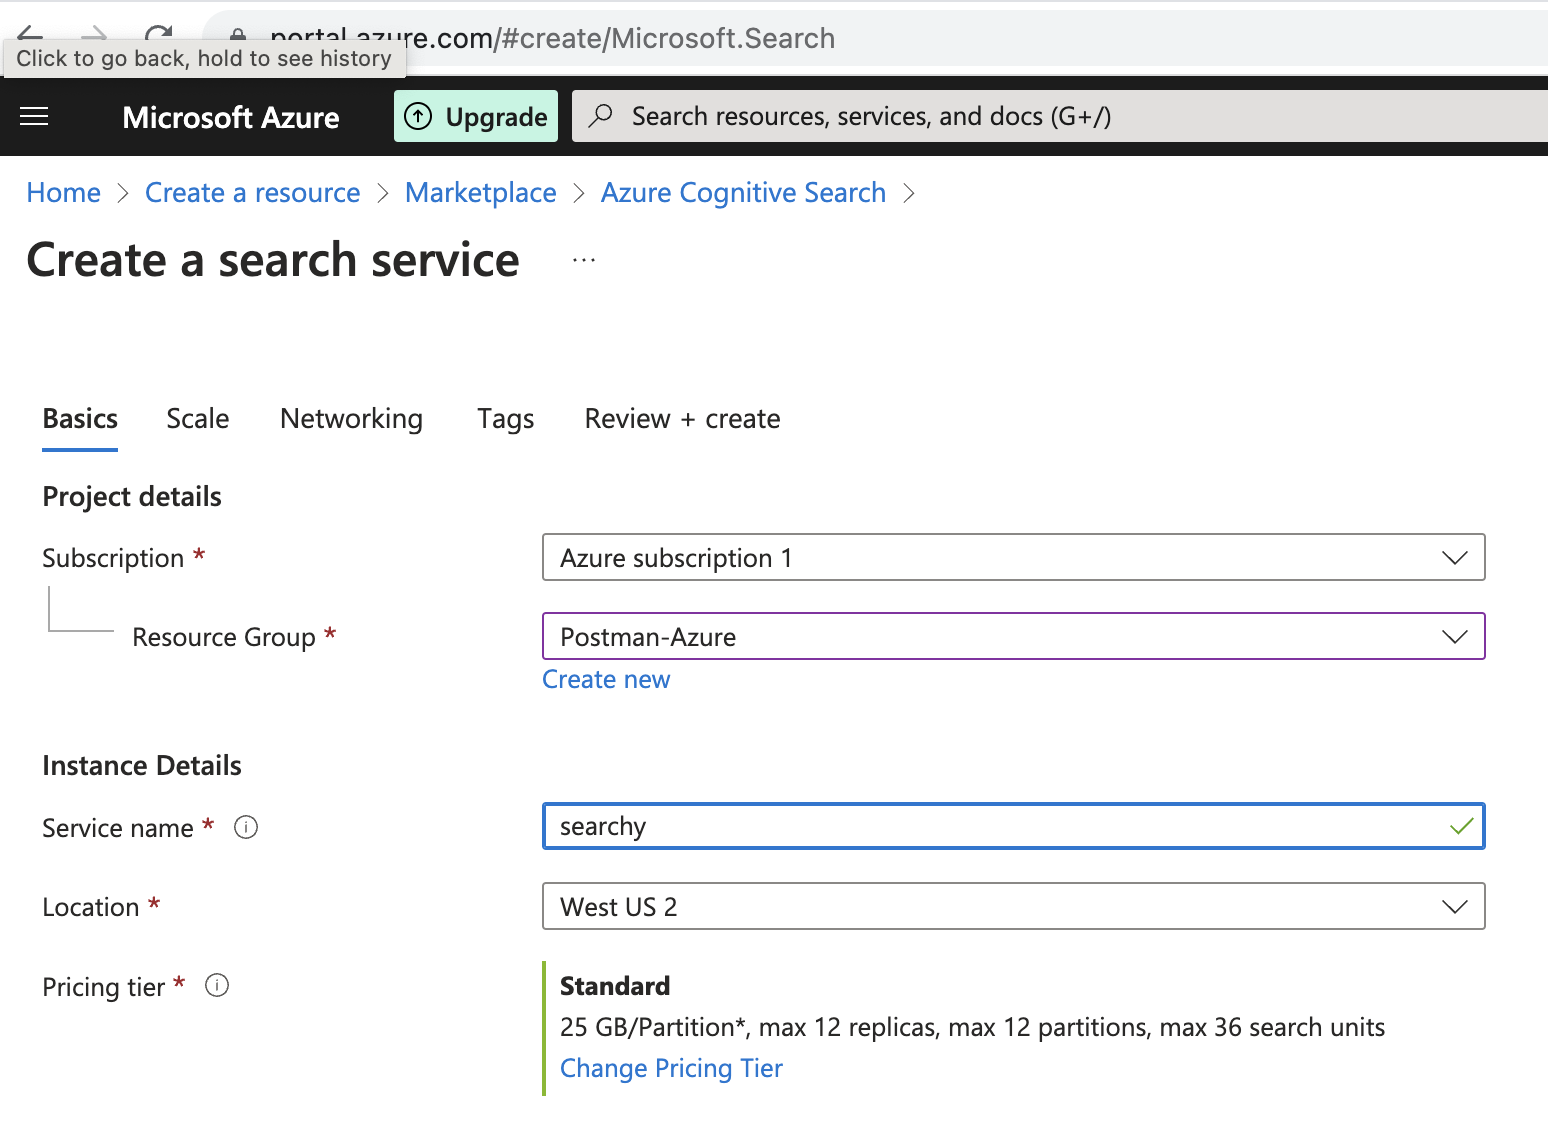 portal.azure.com/#create/Microsoft.Search
Click to go back, hold to see history
Microsoft Azure
Upgrade
Search resources, services, and docs (G+/)
Home > Create a resource > Marketplace > Azure Cognitive Search >
Create a search service ...
Basics Scale Networking Tags Review + create
Project details
Subscription *
Azure subscription 1
Resource Group *
Postman-Azure
Create new
Instance Details
Service name *
searchy
Location *
West US 2
Pricing tier *
Standard
25 GB/Partition*, max 12 replicas, max 12 partitions, max 36 search units
Change Pricing Tier